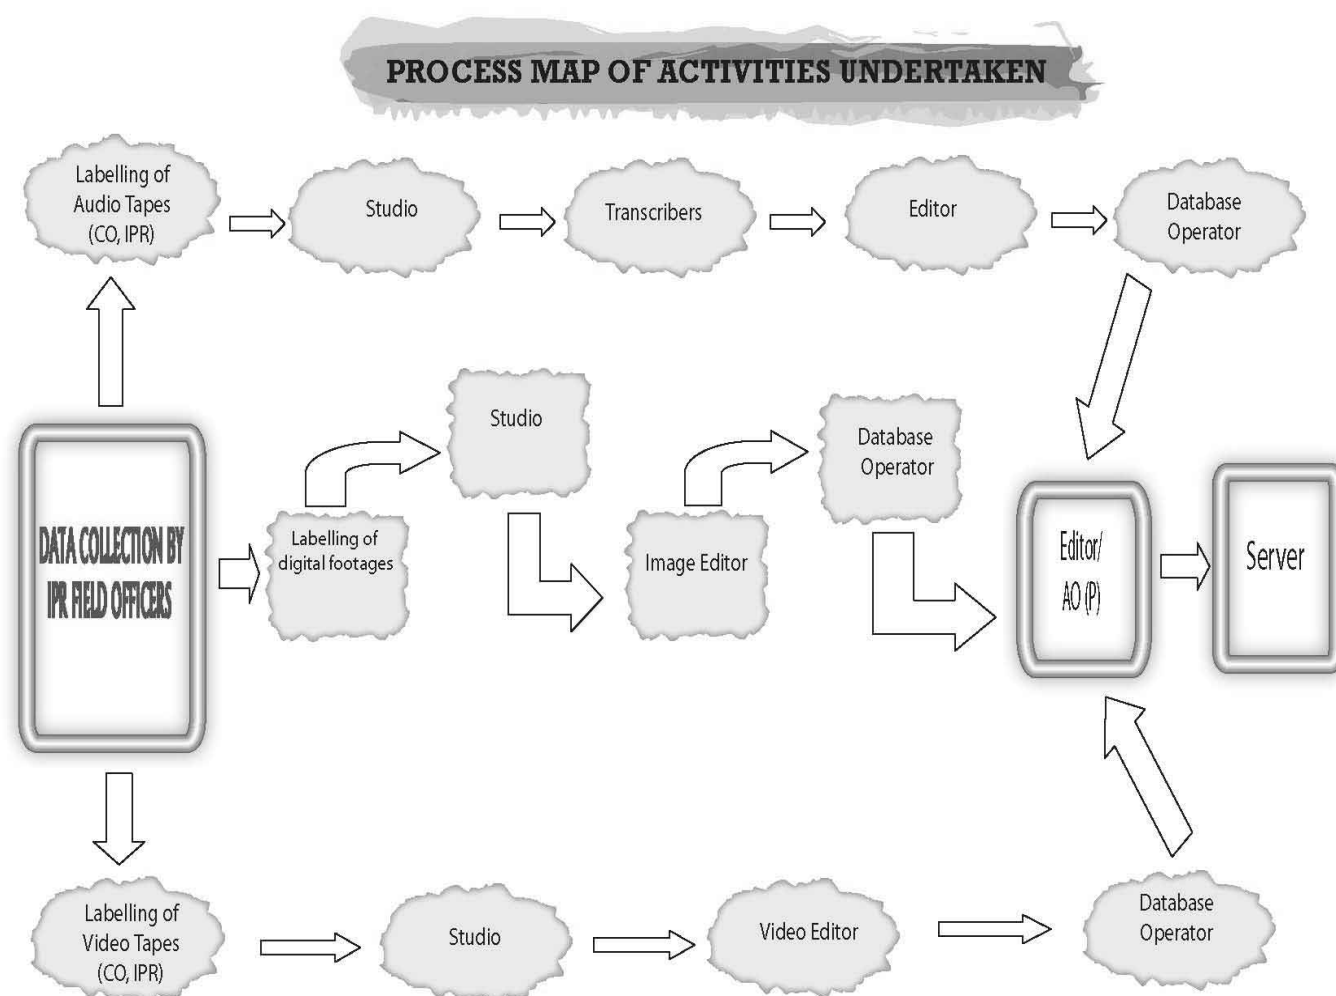 PROCESS MAP OF ACTIVITIES UNDERTAKEN
Labelling of
Audio Tapes
(CO, IPR)
Studio
Transcribers
Editor
Database
Operator
DATA COLLECTION BY
IPR FIELD OFFICERS
Labelling of
digital footages
Studio
Image Editor
Database
Operator
Editor/
AO (P)
Server
Labelling of
Video Tapes
(CO, IPR)
Studio
Video Editor
Database
Operator